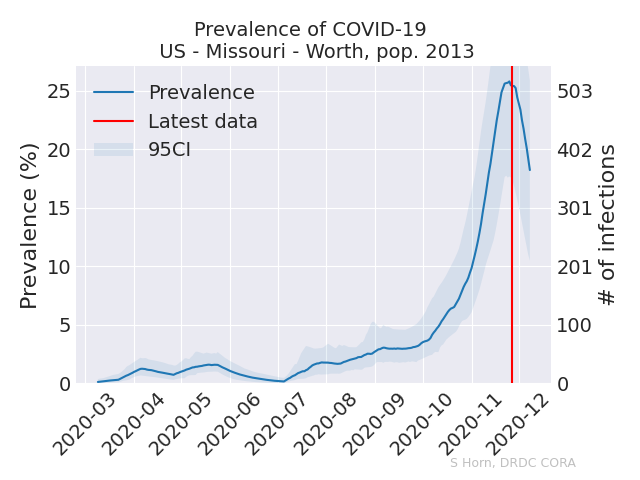 Prevalence of COVID-19
US - Missouri - Worth, pop. 2013
Prevalence
Latest data
95CI
Prevalence (%)
25
20
15
10
5
0
503
402
301
201
100
0
# of infections
2020-03
2020-04
2020-05
2020-06
2020-07
2020-08
2020-09
2020-10
2020-11
2020-12
S Horn, DRDC CORA